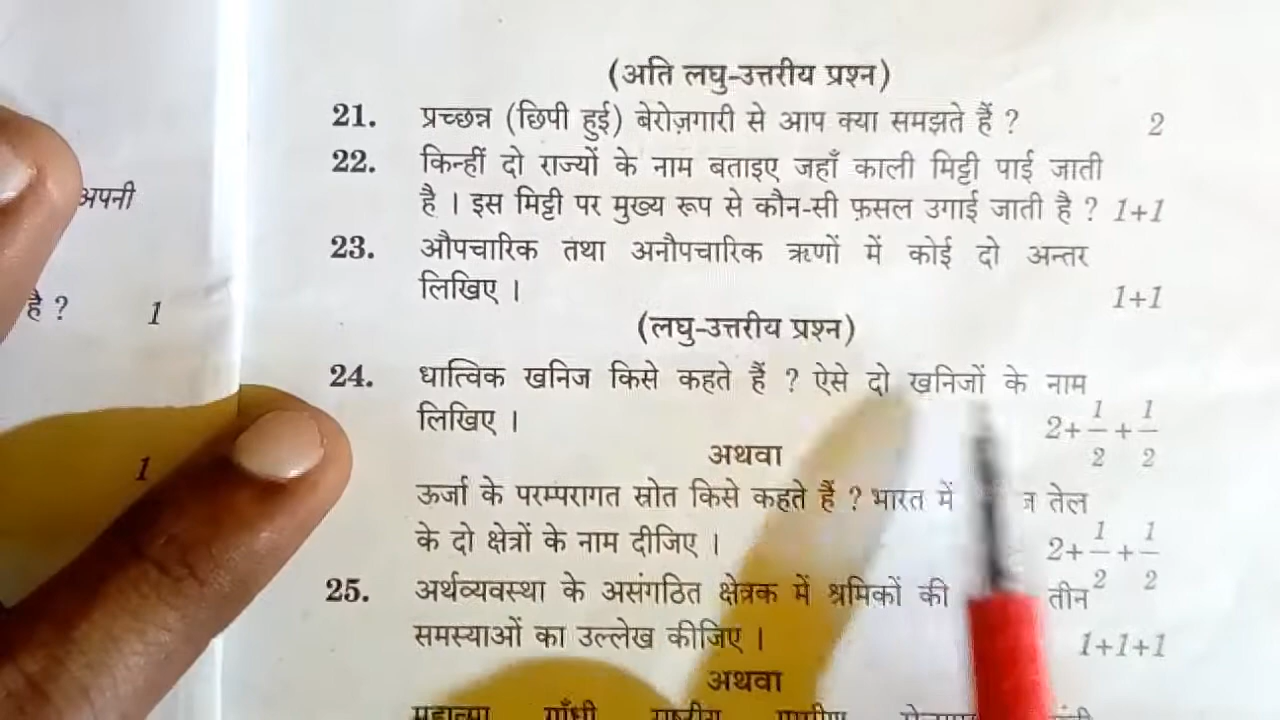 (अति लघु-उत्तरीय प्रश्न)
21. प्रच्छन्न (छिपी हुई) बेरोज़गारी से आप क्या समझते हैं ? 2
22. किन्हीं दो राज्यों के नाम बताइए जहाँ काली मिट्टी पाई जाती
है । इस मिट्टी पर मुख्य रूप से कौन-सी फ़सल उगाई जाती है ? 1+1
अपनी
23. औपचारिक तथा अनौपचारिक ऋणों में कोई दो अन्तर
लिखिए । 1+1
है ? 1
(लघु-उत्तरीय प्रश्न)
24. धात्विक खनिज किसे कहते हैं ? ऐसे दो खनिजों के नाम
लिखिए । 2+1/2+1/2
अथवा
1
ऊर्जा के परम्परागत स्रोत किसे कहते हैं ? भारत में तेल
के दो क्षेत्रों के नाम दीजिए । 2+1/2+1/2
25. अर्थव्यवस्था के असंगठित क्षेत्रक में श्रमिकों की तीन
समस्याओं का उल्लेख कीजिए । 1+1+1
अथवा